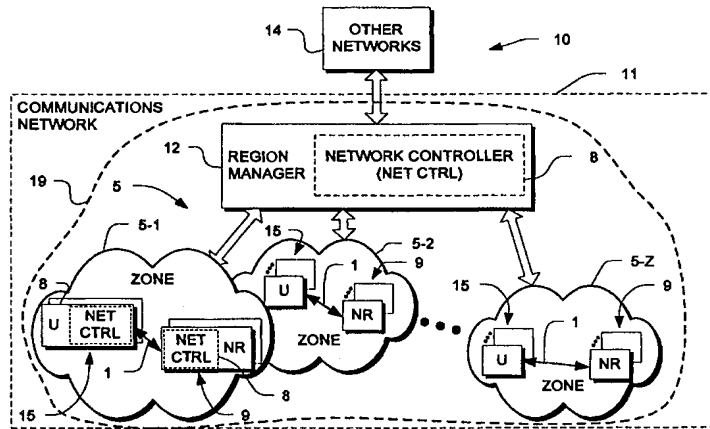 14
OTHER
NETWORKS
10
11
COMMUNICATIONS
NETWORK
12
REGION
MANAGER
NETWORK CONTROLLER
(NET CTRL)
8
19
5
5-1
15
5-2
5-Z
ZONE
1
9
15
9
8
U
NET
CTRL
NET
CTRL
NR
U
NR
ZONE
1
U
NR
ZONE
15
1
9
8